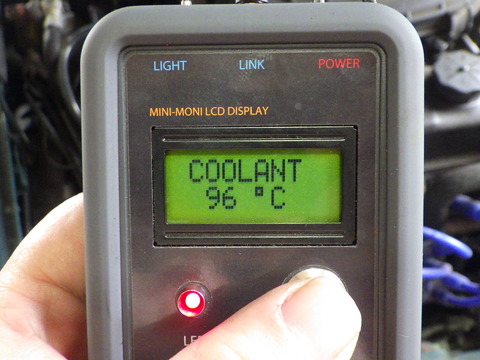 LIGHT LINK POWER
MINI-MONI LCD DISPLAY
COOLANT
96 °C